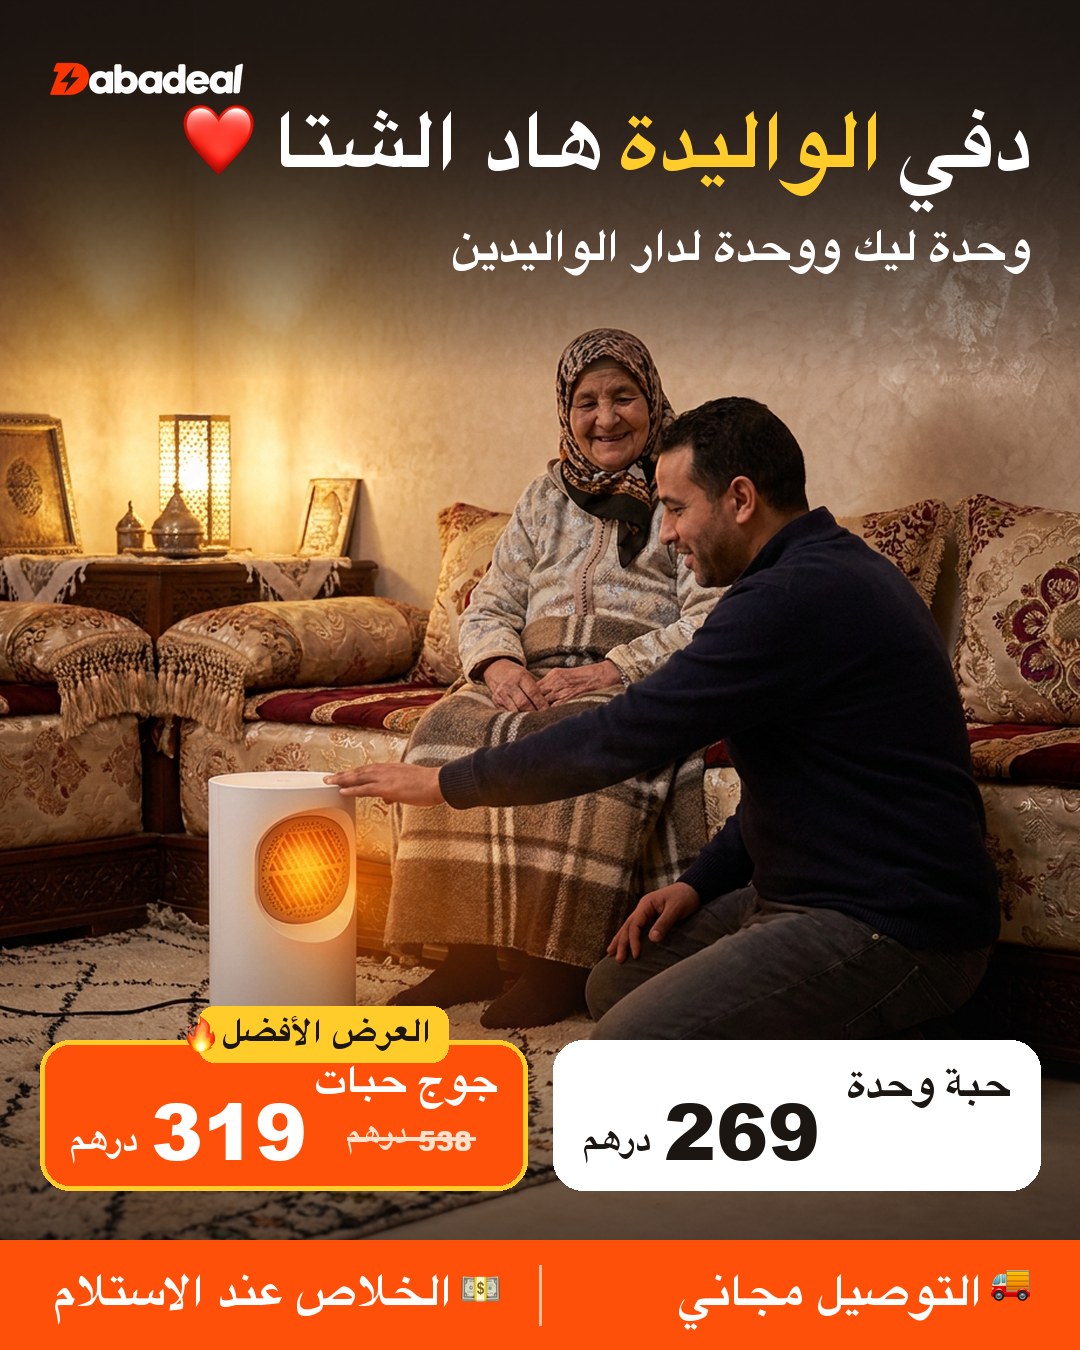 Dabadeal
دفي الواليدة هاد الشتا ❤️
وحدة ليك ووحدة لدار الواليدين
حبة وحدة
269 درهم
العرض الأفضل 🔥
جوج حبات
538 درهم
319 درهم
🚚 التوصيل مجاني
💵 الخلاص عند الاستلام